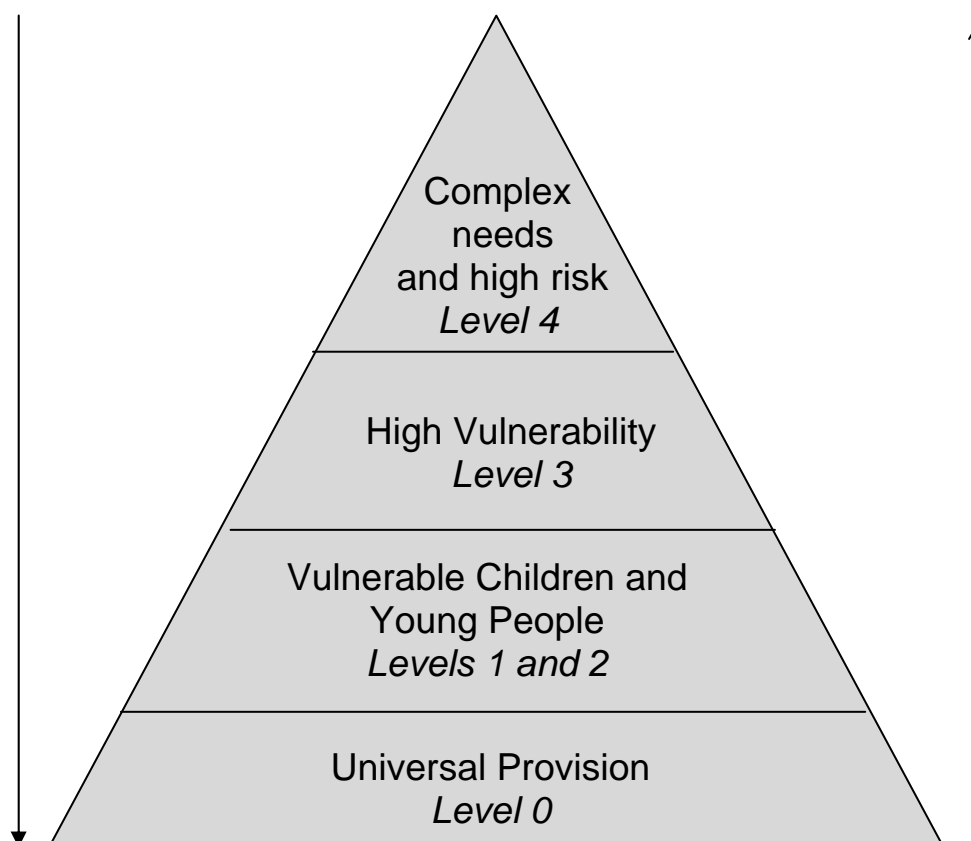 Complex
needs
and high risk
Level 4
High Vulnerability
Level 3
Vulnerable Children and
Young People
Levels 1 and 2
Universal Provision
Level 0